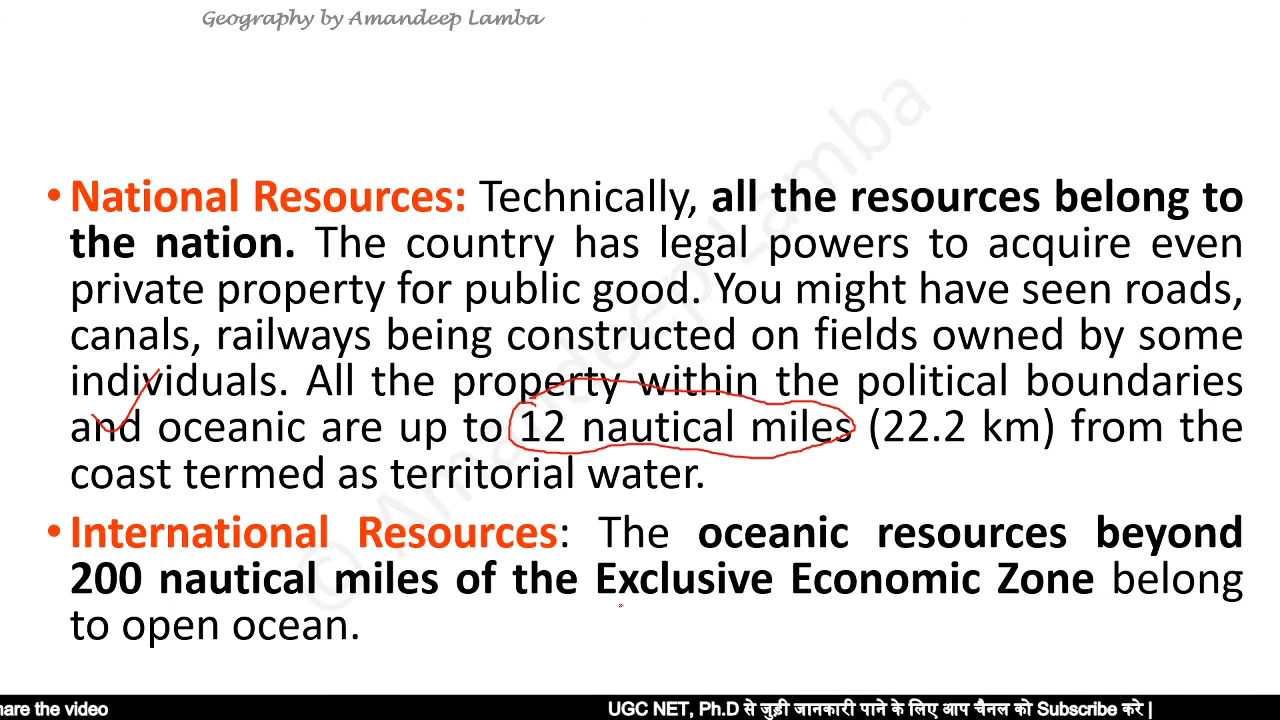 Geography by Amandeep Lamba
• National Resources: Technically, all the resources belong to
the nation. The country has legal powers to acquire even
private property for public good. You might have seen roads,
canals, railways being constructed on fields owned by some
individuals. All the property within the political boundaries
and oceanic are up to 12 nautical miles (22.2 km) from the
coast termed as territorial water.
• International Resources: The oceanic resources beyond
200 nautical miles of the Exclusive Economic Zone belong
to open ocean.
© Amandeep Lamba
hare the video
UGC NET, Ph.D से जुड़ी जानकारी पाने के लिए आप चैनल को Subscribe करे |